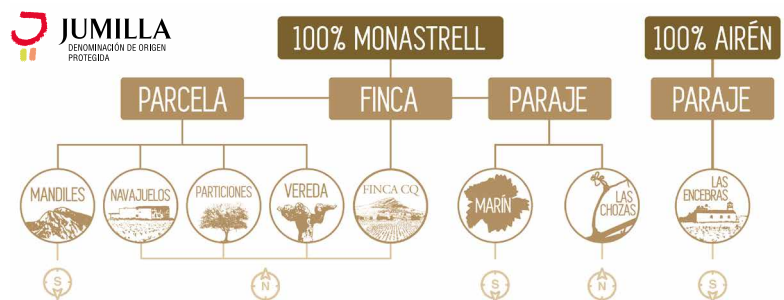 JUMILLA
DENOMINACIÓN DE ORIGEN
PROTEGIDA
100% MONASTRELL
100% AIRÉN
PARCELA
FINCA
PARAJE
PARAJE
MANDILES
NAVAJUELOS
PARTICIONES
VEREDA
FINCA CQ
MARÍN
LAS
CHOZAS
LAS
ENCEBRAS
S
N
S
N
S